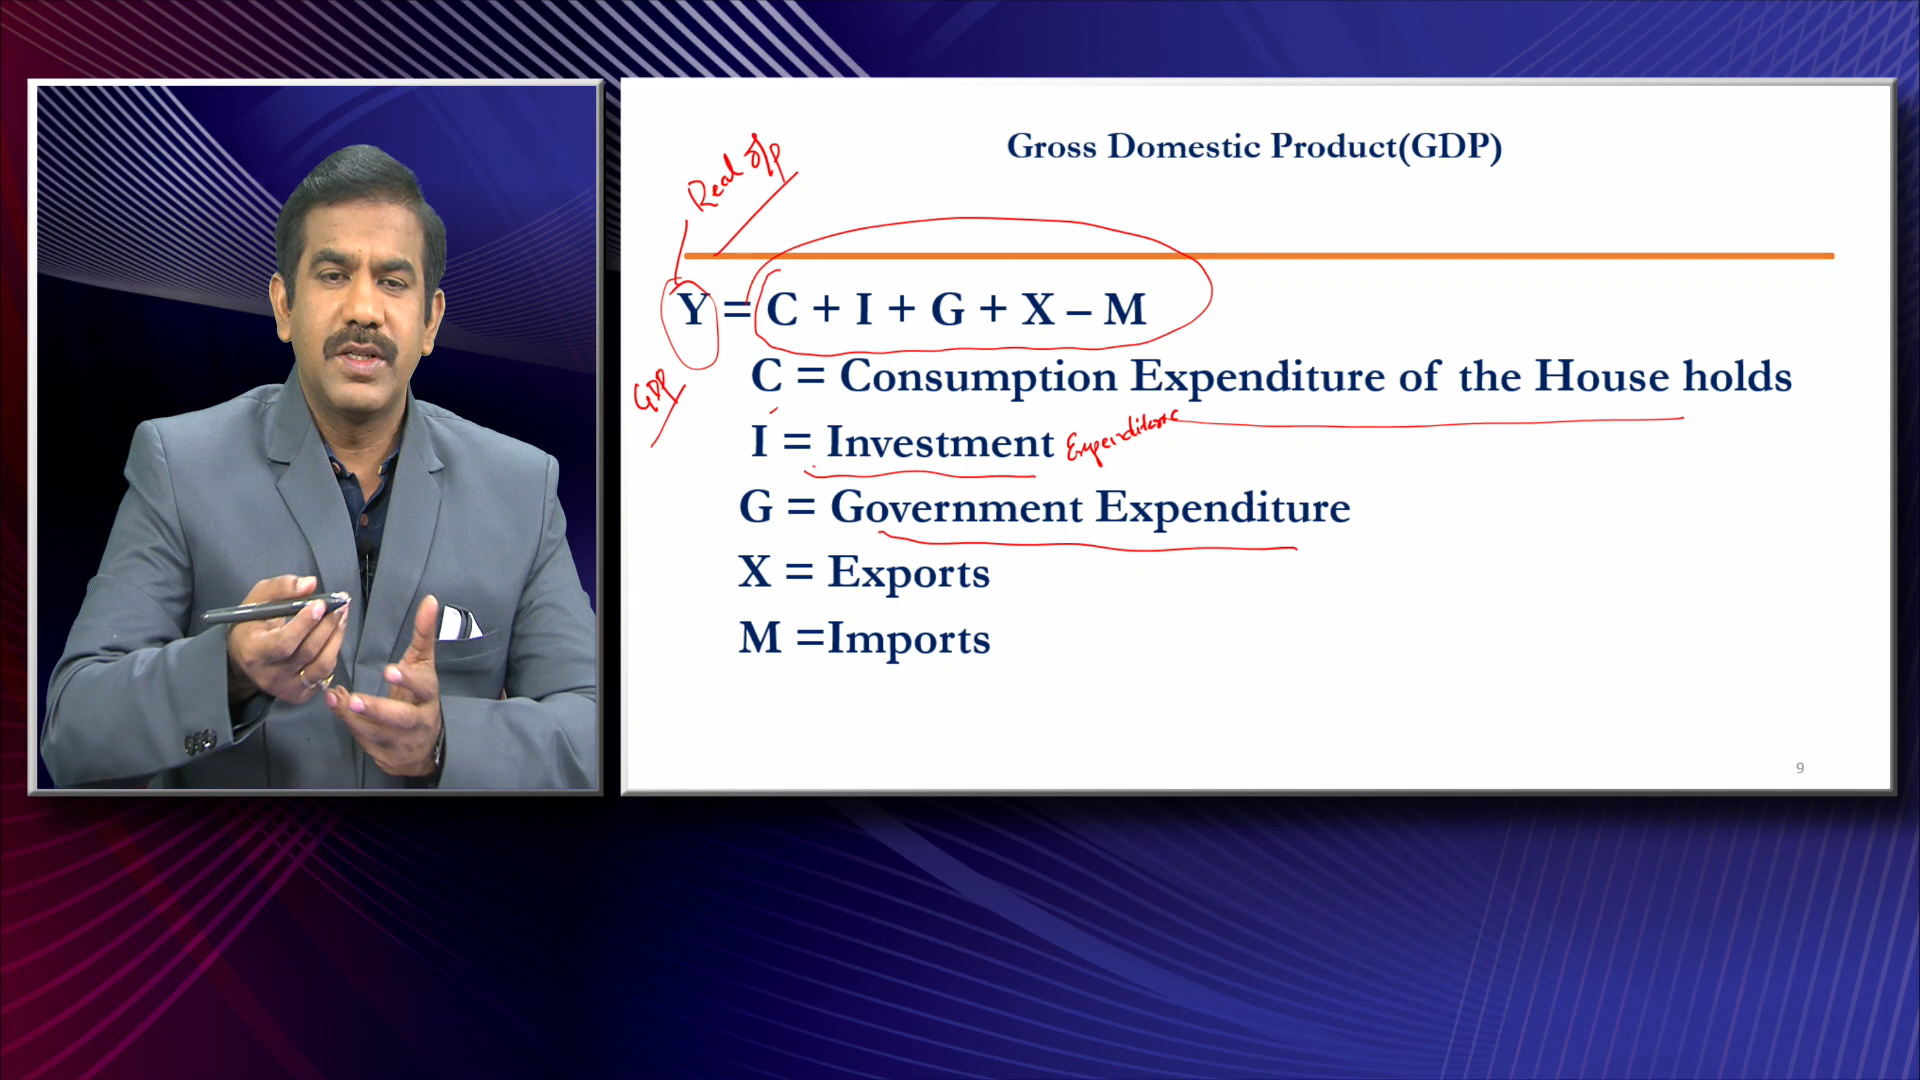 Gross Domestic Product(GDP)
Real o/p
Y = C + I + G + X – M
GDP
C = Consumption Expenditure of the House holds
I = Investment Expenditure
G = Government Expenditure
X = Exports
M =Imports
9